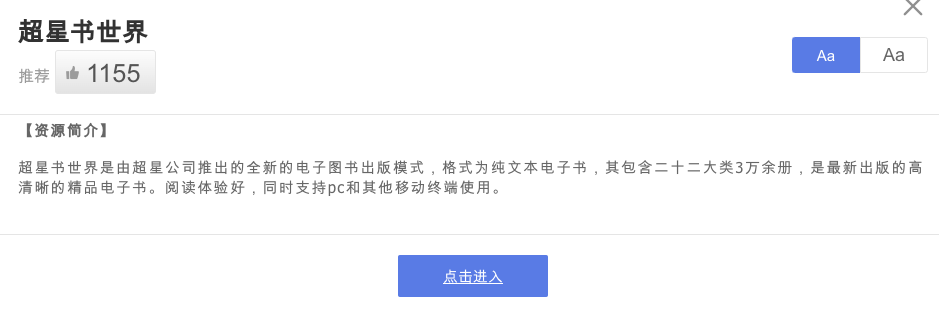 超星书世界
推荐 1155
Aa Aa
【资源简介】
超星书世界是由超星公司推出的全新的电子图书出版模式，格式为纯文本电子书，其包含二十二大类3万余册，是最新出版的高
清晰的精品电子书。阅读体验好，同时支持pc和其他移动终端使用。
点击进入